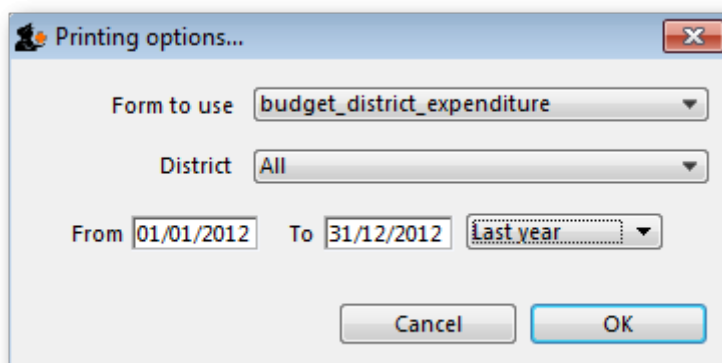 Printing options...
Form to use budget_district_expenditure
District All
From 01/01/2012 To 31/12/2012 Last year
Cancel OK